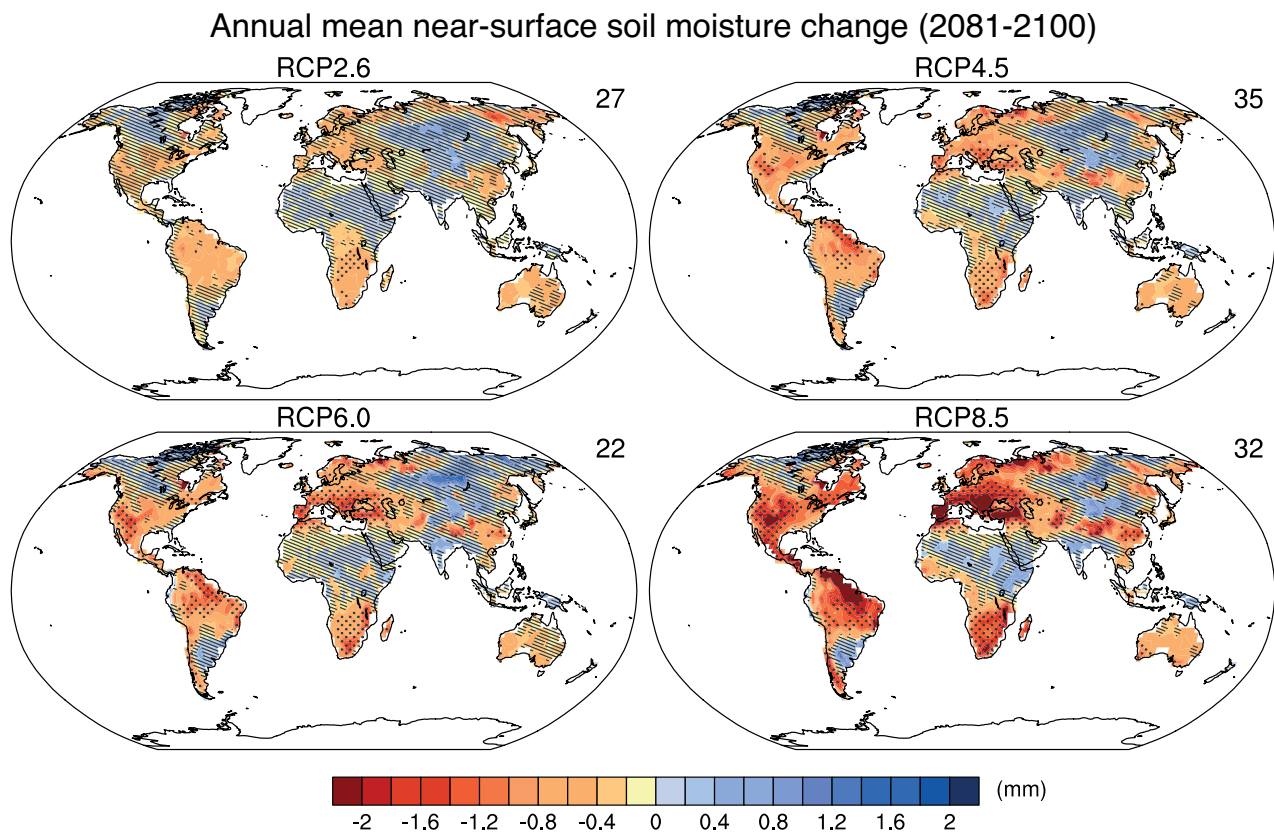 Annual mean near-surface soil moisture change (2081-2100)
RCP2.6
27
RCP4.5
35
RCP6.0
22
RCP8.5
32
(mm)
-2 -1.6 -1.2 -0.8 -0.4 0 0.4 0.8 1.2 1.6 2